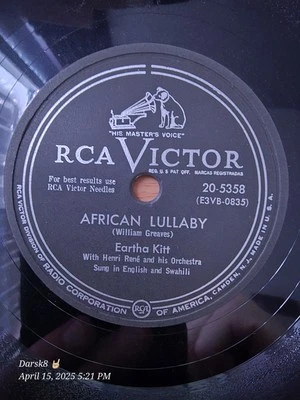 "HIS MASTER'S VOICE"
RCA VICTOR
REG. U. S PAT. OFF. MARCAS REGISTRADAS
For best results use
RCA Victor Needles
20-5358
(E3VB-0835)
AFRICAN LULLABY
(William Greaves)
Eartha Kitt
With Henri René and his Orchestra
Sung in English and Swahili
RCA VICTOR DIVISION OF RADIO CORPORATION OF AMERICA, CAMDEN, N.J. MADE IN U.S.A.
RCA
Darsk8 🤘
April 15, 2025 5:21 PM